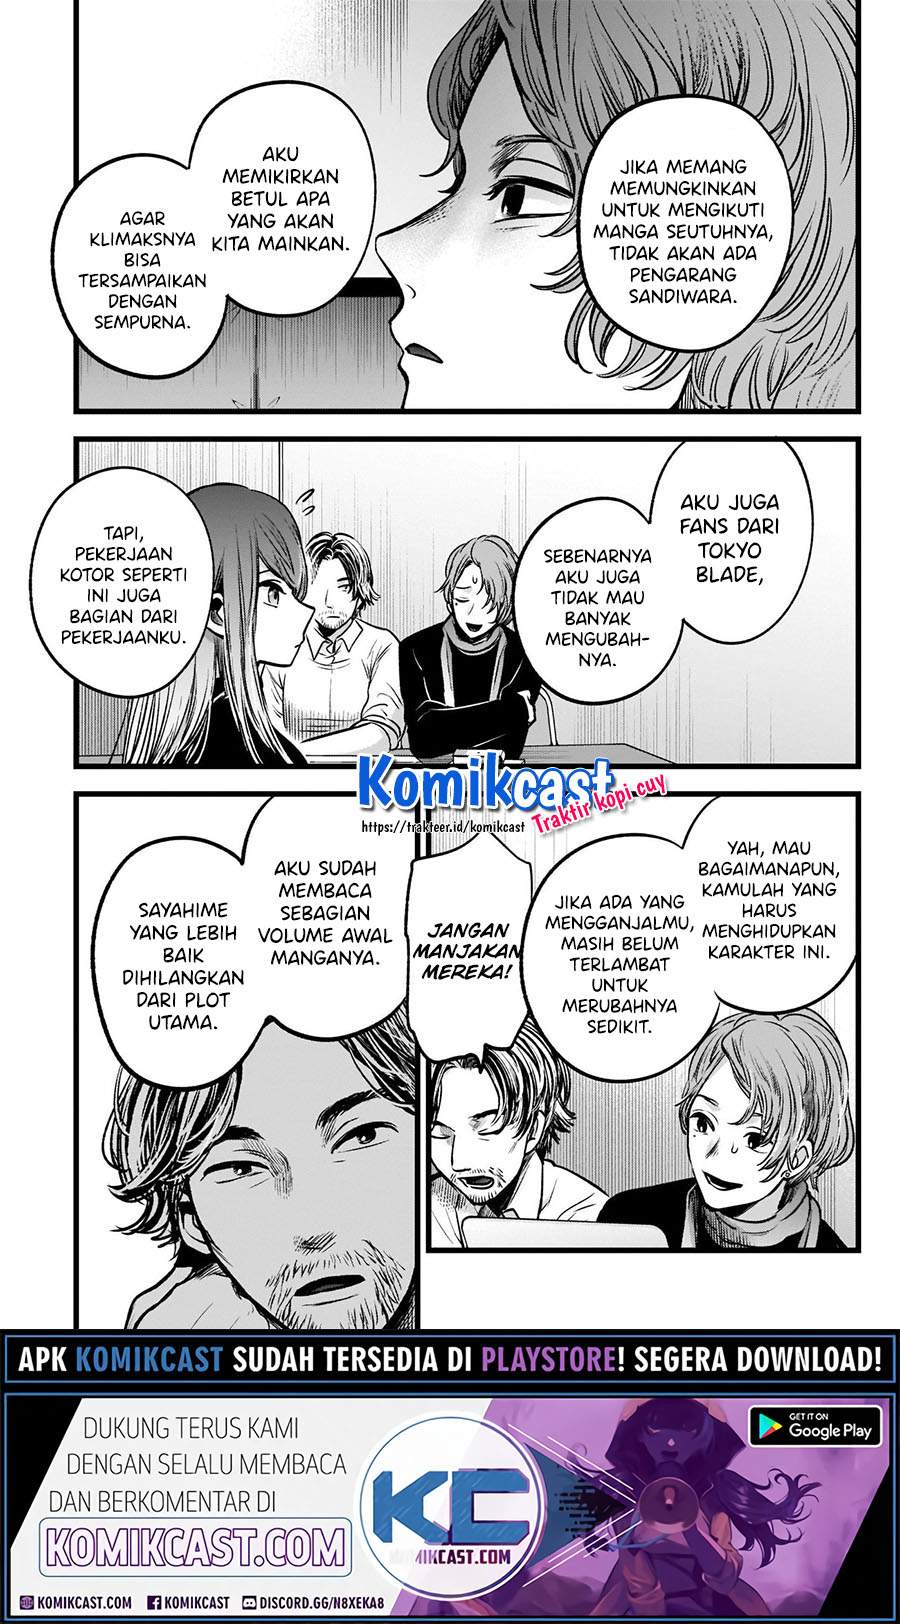 JIKA MEMANG
MEMUNGKINKAN
UNTUK MENGIKUTI
MANGA SEUTUHNYA,
TIDAK AKAN ADA
PENGARANG
SANDIWARA.
AKU
MEMIKIRKAN
BETUL APA
YANG AKAN
KITA MAINKAN.
AGAR
KLIMAKSNYA
BISA
TERSAMPAIKAN
DENGAN
SEMPURNA.
AKU JUGA
FANS DARI
TOKYO
BLADE,
SEBENARNYA
AKU JUGA
TIDAK MAU
BANYAK
MENGUBAH-
NYA.
TAPI,
PEKERJAAN
KOTOR SEPERTI
INI JUGA
BAGIAN DARI
PEKERJAANKU.
Komikcast
Traktir kopi cuy
https://trakteer.id/komikcast
YAH, MAU
BAGAIMANAPUN,
KAMULAH YANG
HARUS
MENGHIDUPKAN
KARAKTER INI.
JIKA ADA YANG
MENGGANJALMU,
MASIH BELUM
TERLAMBAT
UNTUK
MERUBAHNYA
SEDIKIT.
JANGAN
MANJAKAN
MEREKA!
AKU SUDAH
MEMBACA
SEBAGIAN
VOLUME AWAL
MANGANYA.
SAYAHIME
YANG LEBIH
BAIK
DIHILANGKAN
DARI PLOT
UTAMA.
APK KOMIKCAST SUDAH TERSEDIA DI PLAYSTORE! SEGERA DOWNLOAD!
DUKUNG TERUS KAMI
DENGAN SELALU MEMBACA
DAN BERKOMENTAR DI
KOMIKCAST.COM
KC
KOMIKCAST.COM
GET IT ON
Google Play
KOMIKCAST.COM KOMIKCAST.COM DISCORD.GG/N8XEKA8